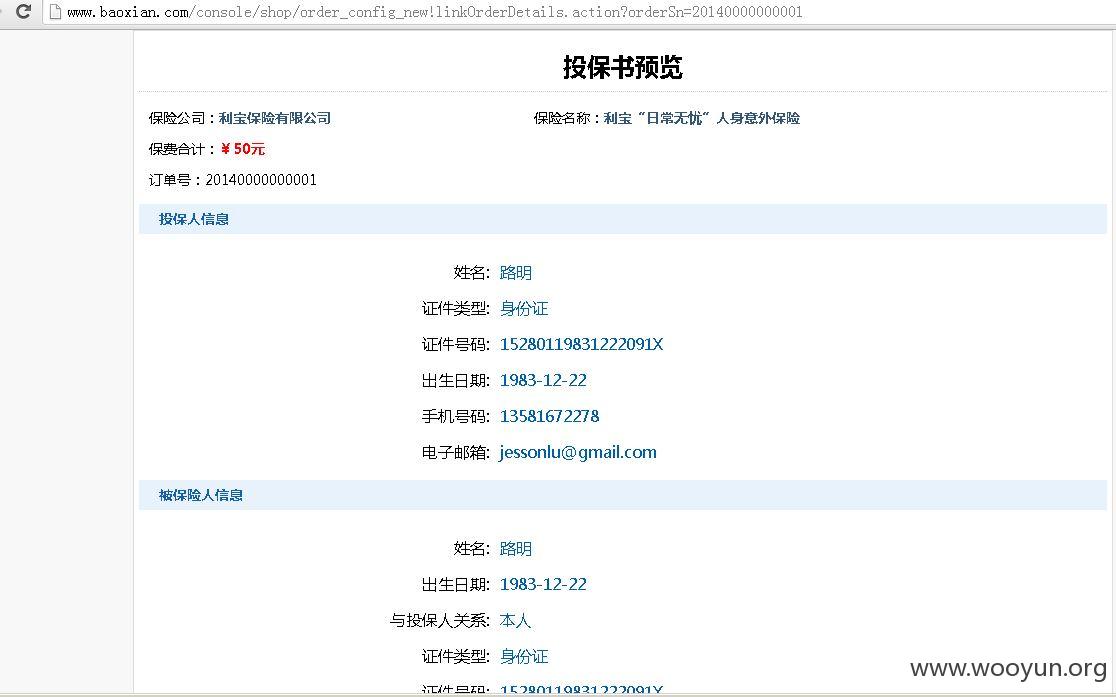 www.baoxian.com/console/shop/order_config_new!linkOrderDetails.action?orderSn=20140000000001
投保书预览
保险公司：利宝保险有限公司 保险名称：利宝“日常无忧”人身意外保险
保费合计：￥50元
订单号：20140000000001
投保人信息
姓名: 路明
证件类型: 身份证
证件号码: 15280119831222091X
出生日期: 1983-12-22
手机号码: 13581672278
电子邮箱: jessonlu@gmail.com
被保险人信息
姓名: 路明
出生日期: 1983-12-22
与投保人关系: 本人
证件类型: 身份证
证件号码: 15280119831222091X
www.wooyun.org